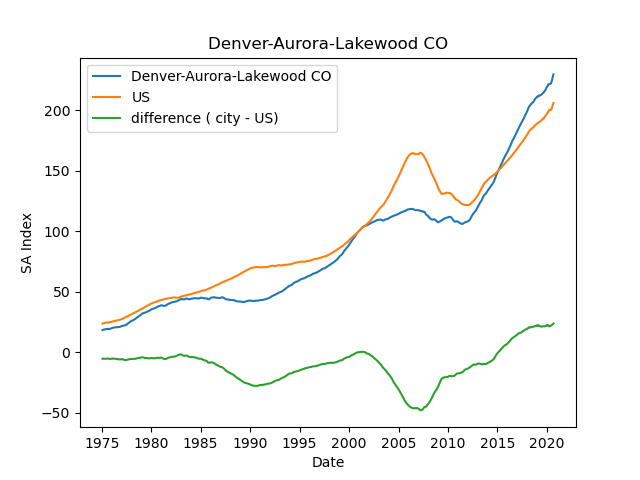 Denver-Aurora-Lakewood CO
Denver-Aurora-Lakewood CO
US
difference ( city - US)
SA Index
200
150
100
50
0
−50
1975 1980 1985 1990 1995 2000 2005 2010 2015 2020
Date